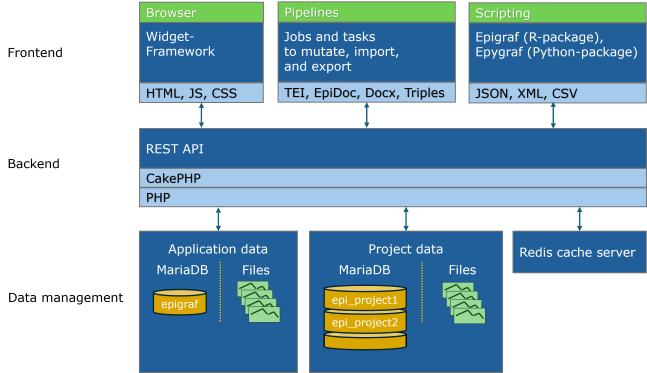 Browser
Pipelines
Scripting
Frontend
Widget-
Framework
Jobs and tasks
to mutate, import,
and export
Epigraf (R-package),
Epygraf (Python-package)
HTML, JS, CSS
TEI, EpiDoc, Docx, Triples
JSON, XML, CSV
Backend
REST API
CakePHP
PHP
Data management
Application data
MariaDB
Files
epigraf
Project data
MariaDB
Files
epi_project1
epi_project2
Redis cache server